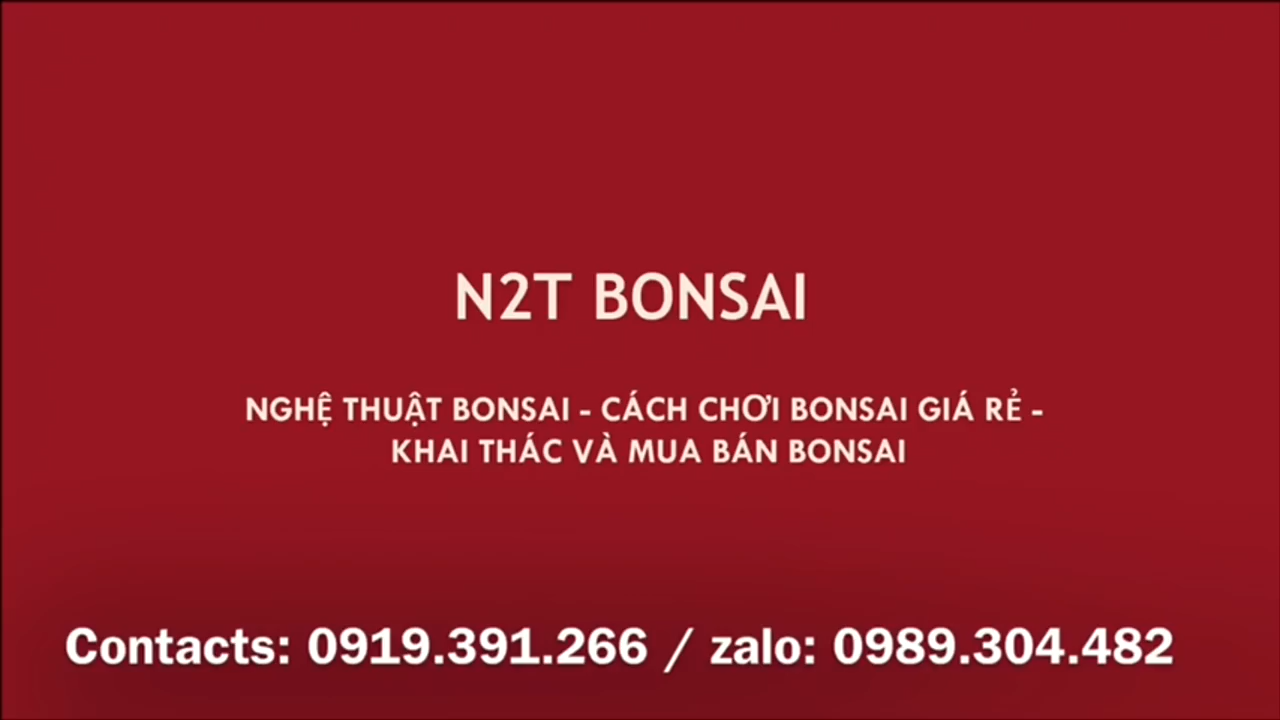 N2T BONSAI
NGHỆ THUẬT BONSAI - CÁCH CHƠI BONSAI GIÁ RẺ -
KHAI THÁC VÀ MUA BÁN BONSAI
Contacts: 0919.391.266 / zalo: 0989.304.482